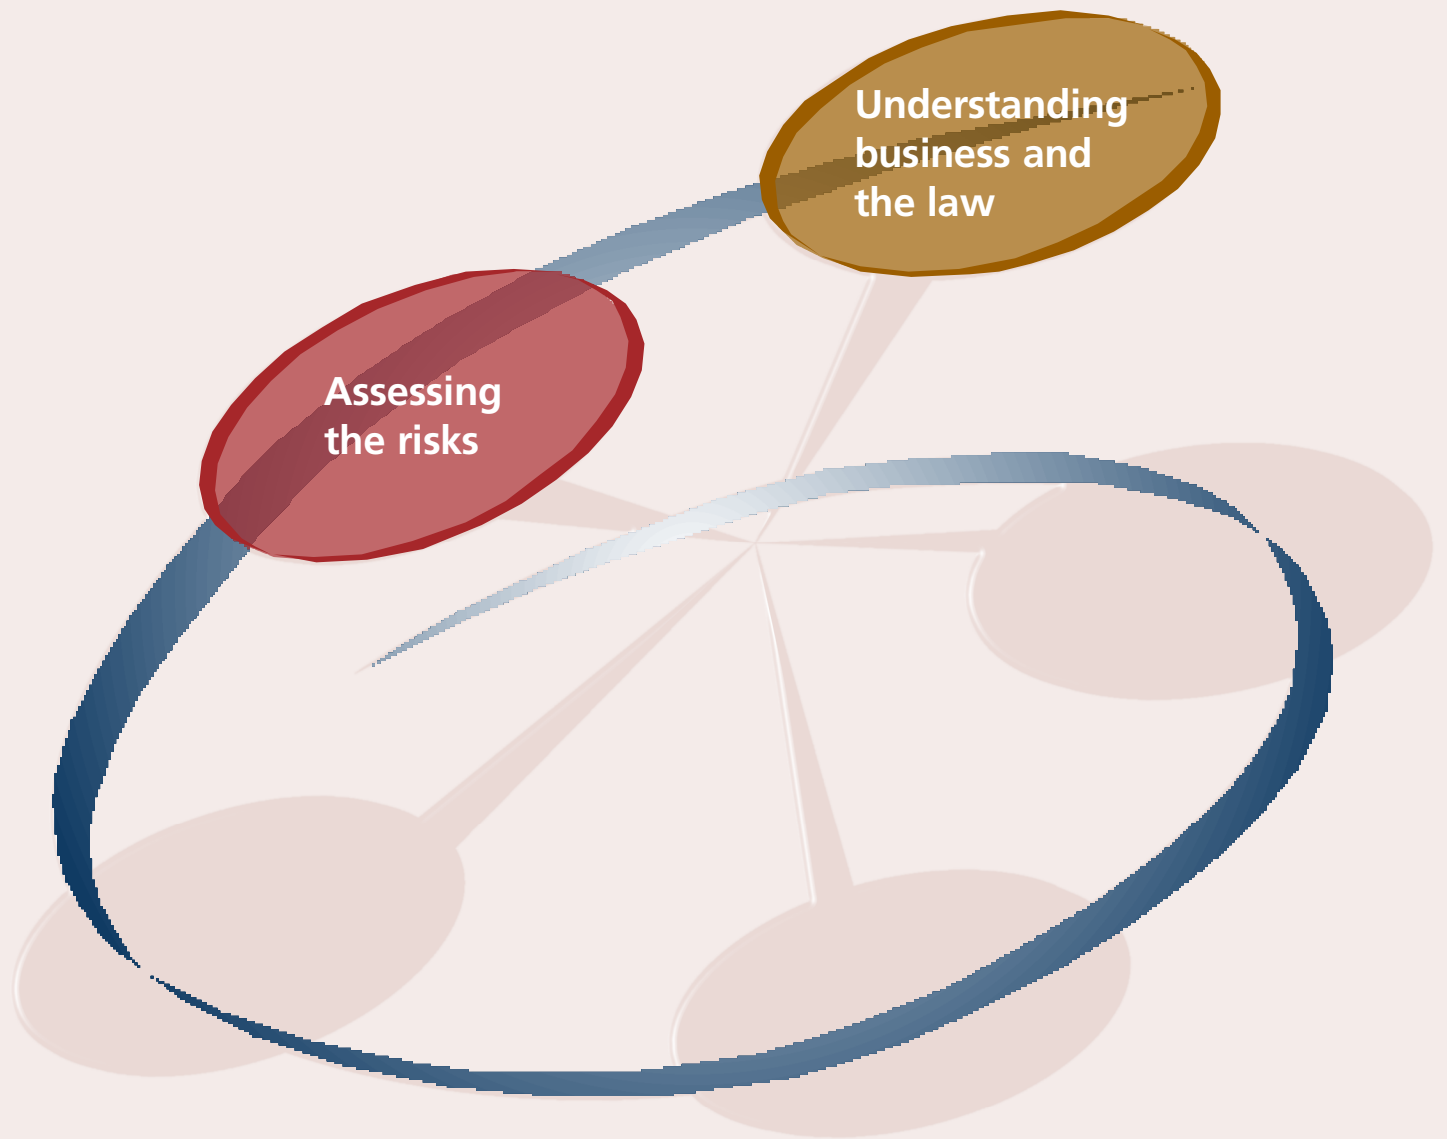 Understanding
business and
the law
Assessing
the risks